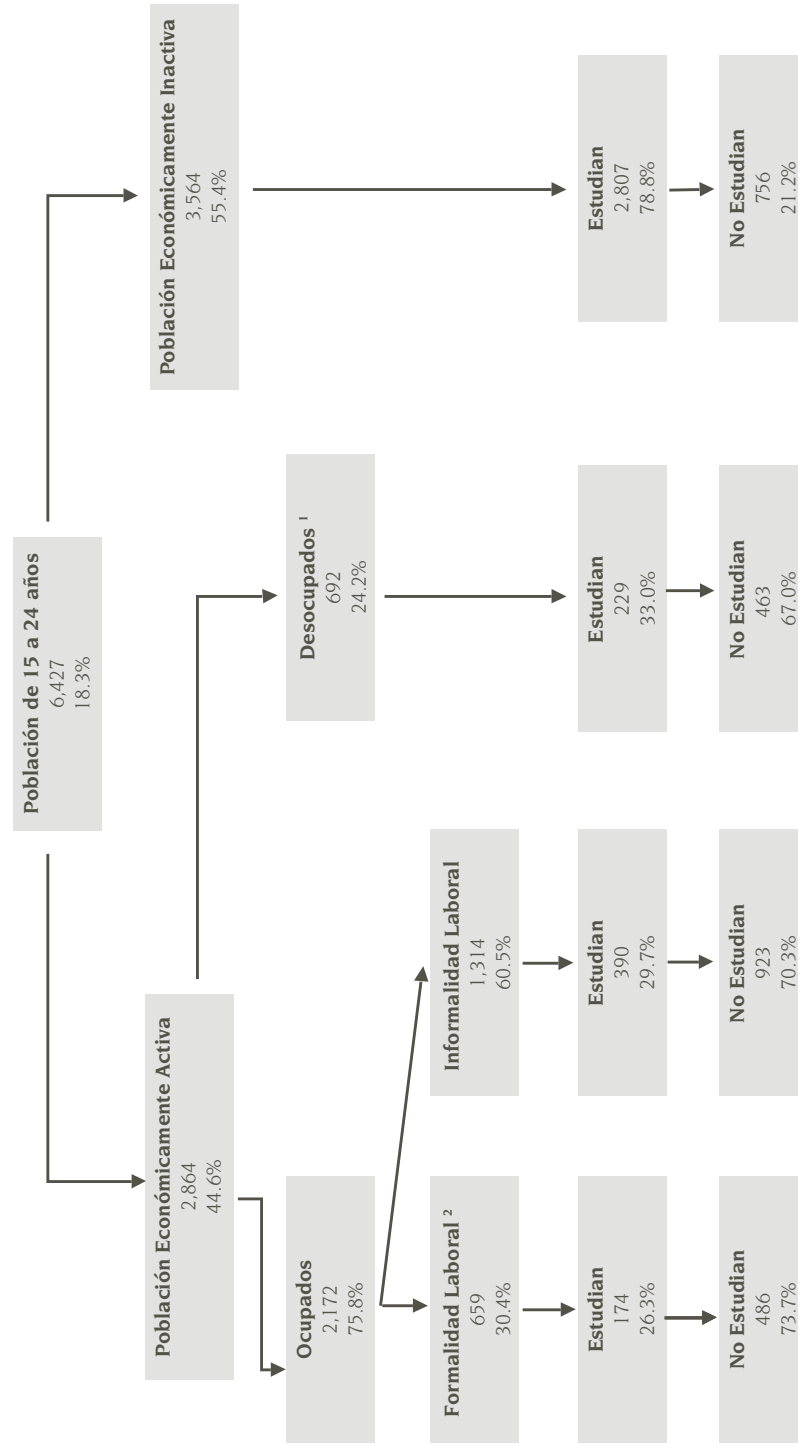 Población de 15 a 24 años
6,427
18.3%
Población Económicamente Activa
2,864
44.6%
Población Económicamente Inactiva
3,564
55.4%
Ocupados
2,172
75.8%
Desocupados ¹
692
24.2%
Formalidad Laboral ²
659
30.4%
Informalidad Laboral
1,314
60.5%
Estudian
174
26.3%
Estudian
390
29.7%
Estudian
229
33.0%
Estudian
2,807
78.8%
No Estudian
486
73.7%
No Estudian
923
70.3%
No Estudian
463
67.0%
No Estudian
756
21.2%